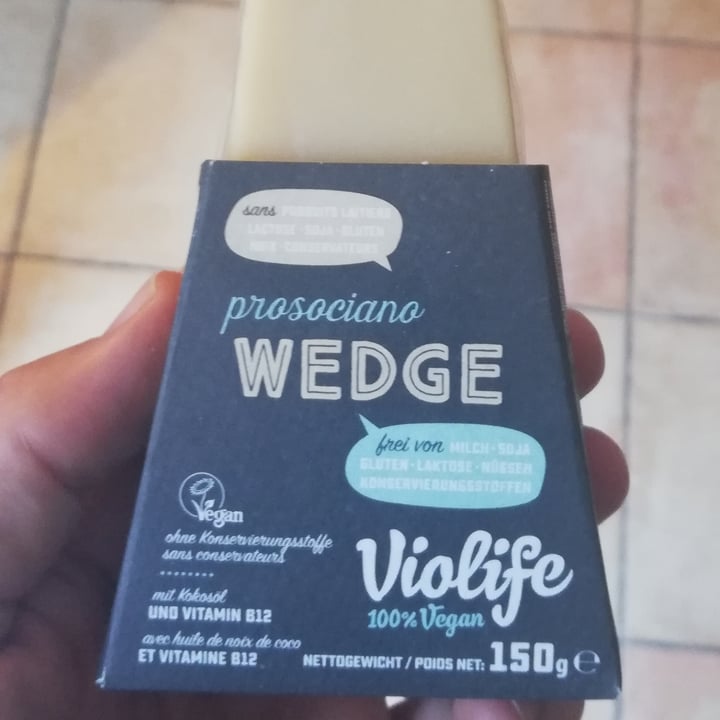 sans PRODUITS LAITIERS
LACTOSE · SOJA · GLUTEN
NOIX · CONSERVATEURS
prosociano
WEDGE
frei von MILCH · SOJA
GLUTEN · LAKTOSE · NÜSSEN
KONSERVIERUNGSSTOFFEN
Vegan
ohne Konservierungsstoffe
sans conservateurs
mit Kokosöl
UND VITAMIN B12
avec huile de noix de coco
ET VITAMINE B12
Violife
100% Vegan
NETTOGEWICHT / POIDS NET: 150g e